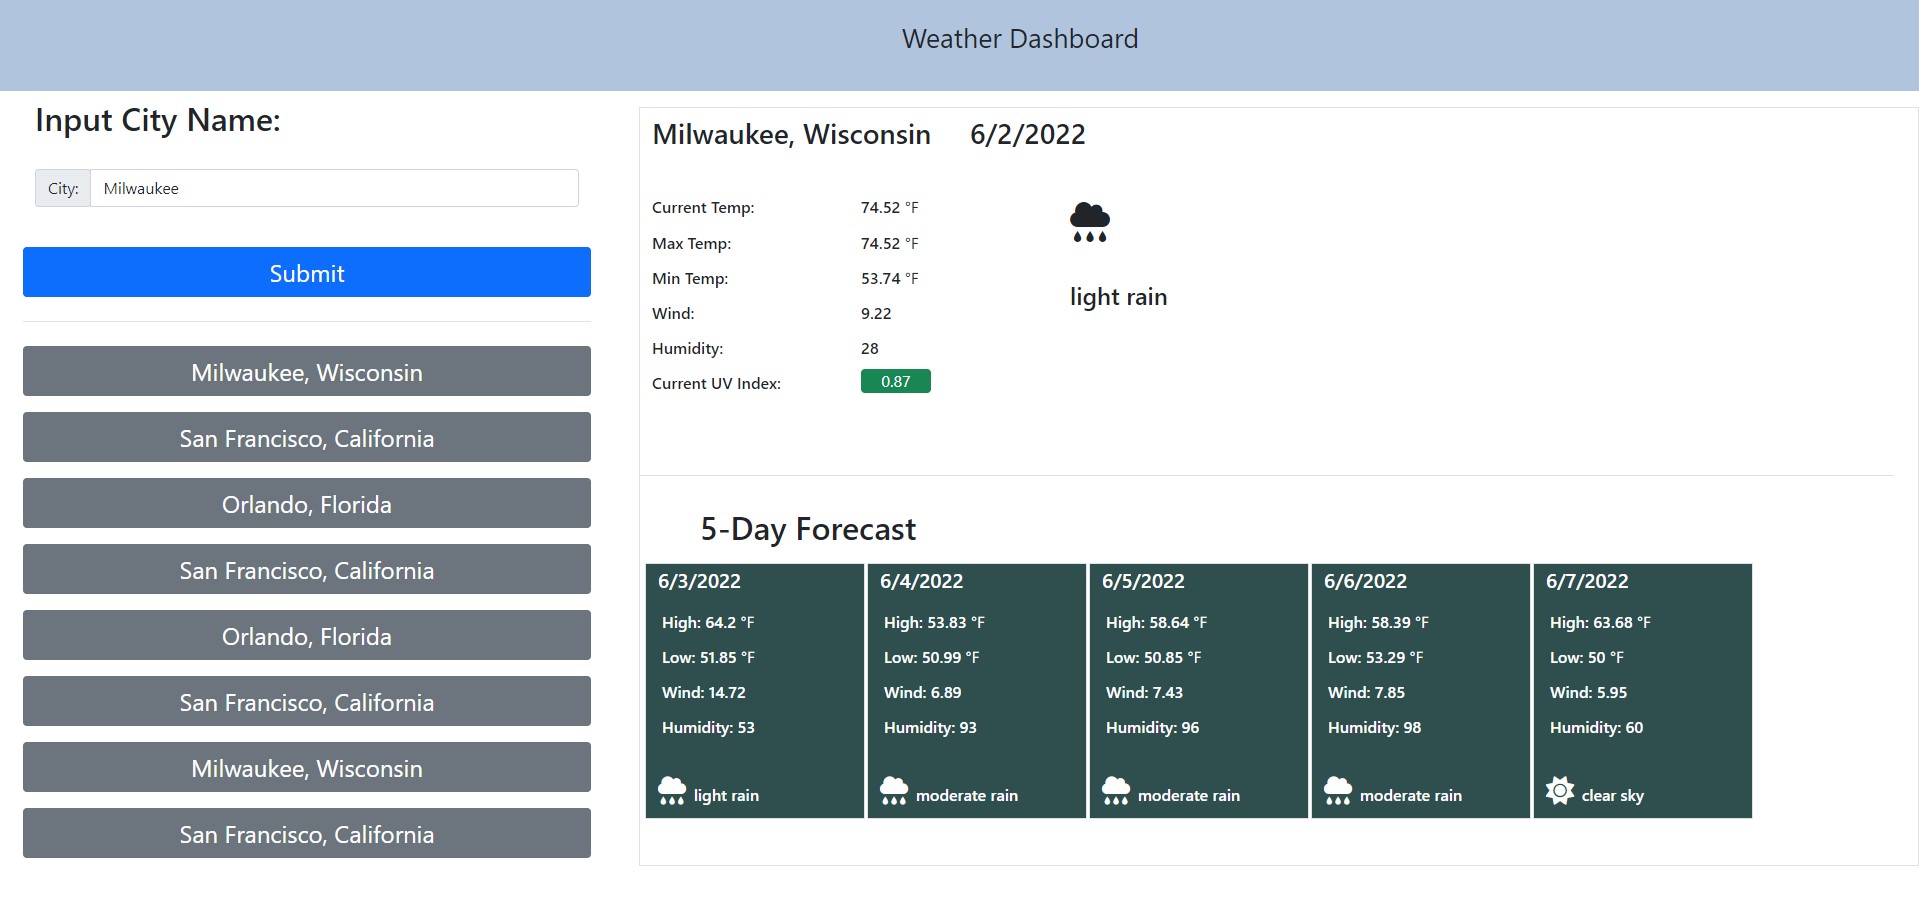 Weather Dashboard
Input City Name:
City: Milwaukee
Submit
Milwaukee, Wisconsin
San Francisco, California
Orlando, Florida
San Francisco, California
Orlando, Florida
San Francisco, California
Milwaukee, Wisconsin
San Francisco, California
Milwaukee, Wisconsin 6/2/2022
Current Temp: 74.52 °F
Max Temp: 74.52 °F
Min Temp: 53.74 °F
Wind: 9.22
Humidity: 28
Current UV Index: 0.87
light rain
5-Day Forecast
6/3/2022
High: 64.2 °F
Low: 51.85 °F
Wind: 14.72
Humidity: 53
light rain
6/4/2022
High: 53.83 °F
Low: 50.99 °F
Wind: 6.89
Humidity: 93
moderate rain
6/5/2022
High: 58.64 °F
Low: 50.85 °F
Wind: 7.43
Humidity: 96
moderate rain
6/6/2022
High: 58.39 °F
Low: 53.29 °F
Wind: 7.85
Humidity: 98
moderate rain
6/7/2022
High: 63.68 °F
Low: 50 °F
Wind: 5.95
Humidity: 60
clear sky